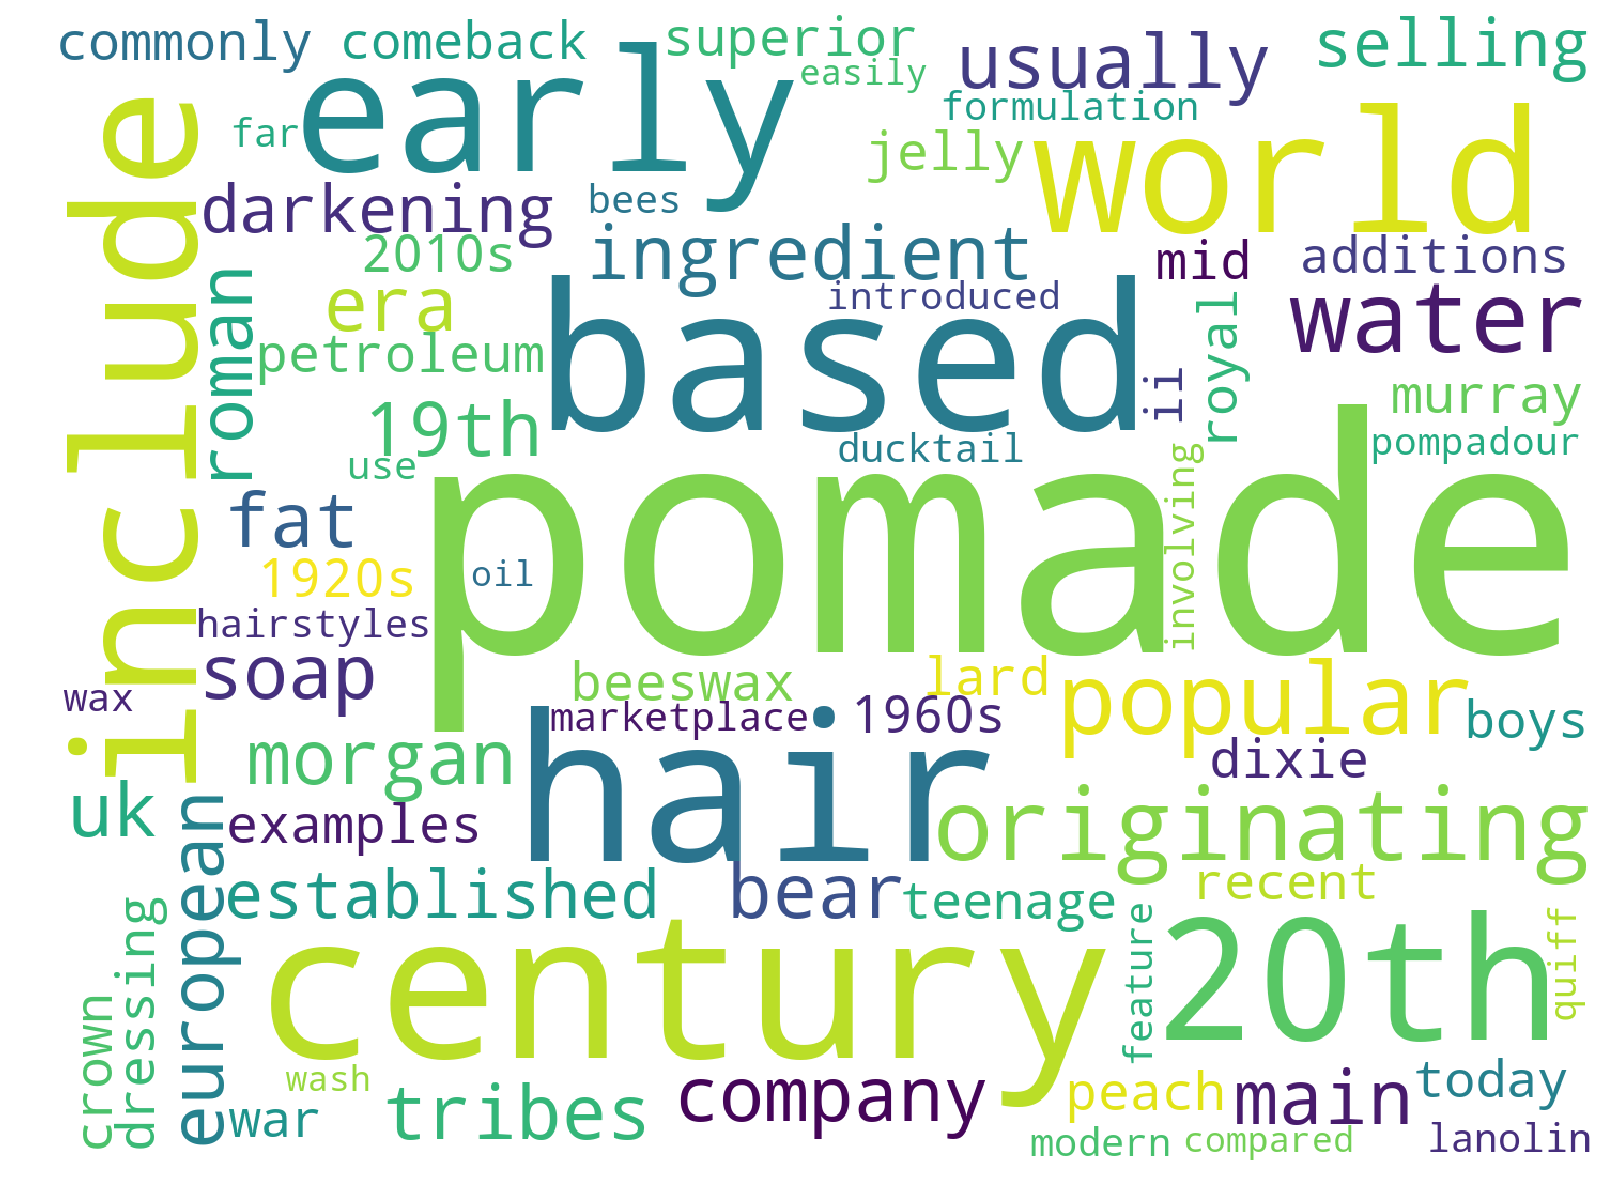 commonly
comeback
superior
easily
usually
selling
early
include
far
formulation
jelly
world
darkening
bees
2010s
ingredient
mid
additions
roman
era
introduced
based
royal
water
petroleum
ii
murray
19th
ducktail
pompadour
use
pomade
involving
fat
1920s
oil
hairstyles
soap
beeswax
lard
popular
wax
marketplace
1960s
boys
morgan
hair
dixie
uk
european
examples
originating
established
bear
teenage
recent
dressing
century
feature
20th
quiff
crown
wash
company
peach
main
today
war
tribes
modern
compared
lanolin